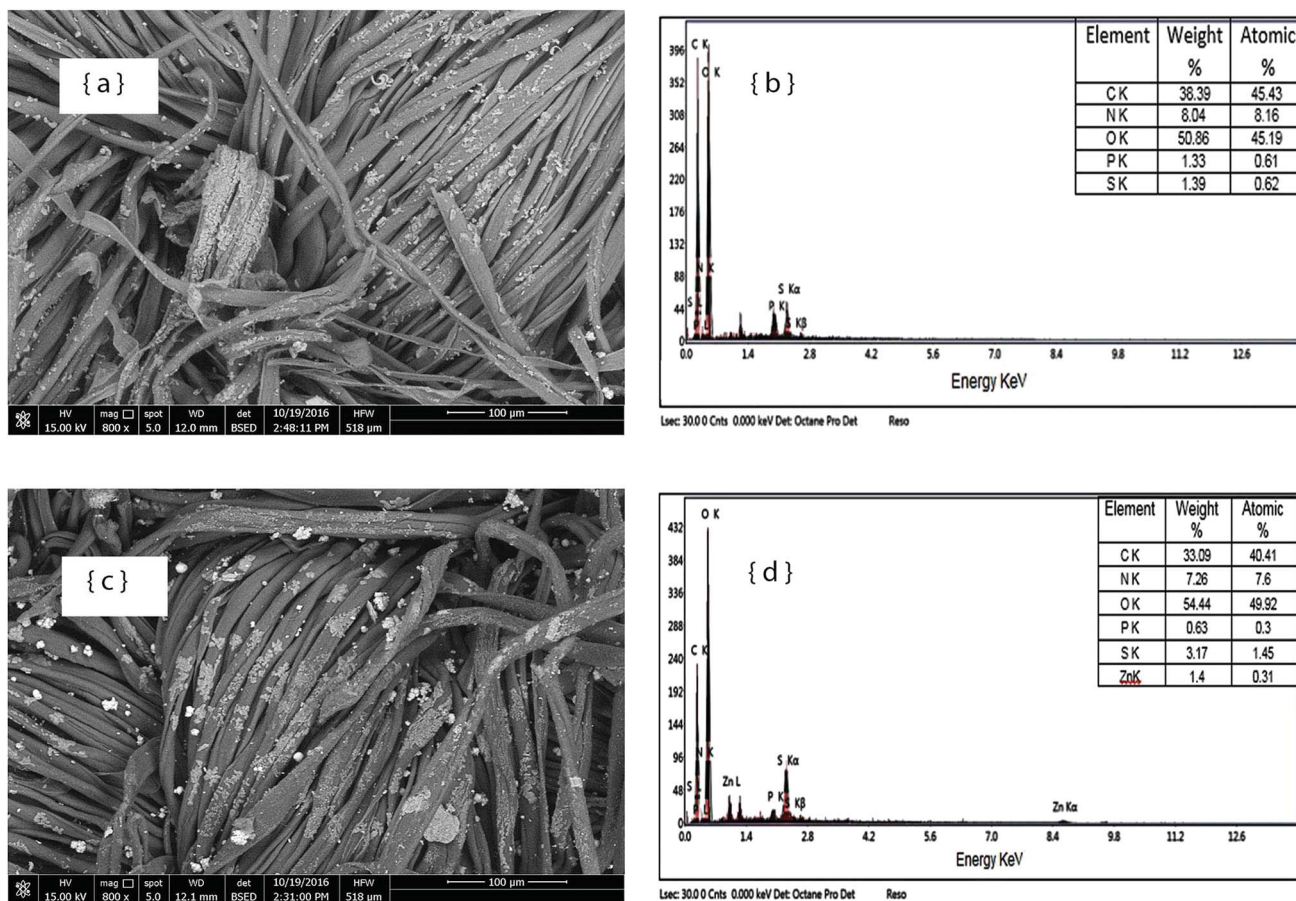 {a}
HV mag □ spot WD det 10/19/2016 HFW 100 µm
15.00 kV 800 x 5.0 12.0 mm BSED 2:48:11 PM 518 µm
{b}
Element Weight % Atomic %
C K 38.39 45.43
N K 8.04 8.16
O K 50.86 45.19
P K 1.33 0.61
S K 1.39 0.62
396
352
308
264
220
176
132
88
44
0
C K
O K
N K
S
S Kα
P K S Kβ
0.0 1.4 2.8 4.2 5.6 7.0 8.4 9.8 11.2 12.6
Energy KeV
Lsec: 30.0 0 Cnts 0.000 keV Det: Octane Pro Det Reso
{c}
HV mag □ spot WD det 10/19/2016 HFW 100 µm
15.00 kV 800 x 5.0 12.1 mm BSED 2:31:00 PM 518 µm
{d}
Element Weight % Atomic %
C K 33.09 40.41
N K 7.26 7.6
O K 54.44 49.92
P K 0.63 0.3
S K 3.17 1.45
ZnK 1.4 0.31
432
384
336
288
240
192
144
96
48
0
O K
C K
N K
S
Zn L
S Kα
P K S Kβ
Zn Kα
0.0 1.4 2.8 4.2 5.6 7.0 8.4 9.8 11.2 12.6
Energy KeV
Lsec: 30.0 0 Cnts 0.000 keV Det: Octane Pro Det Reso